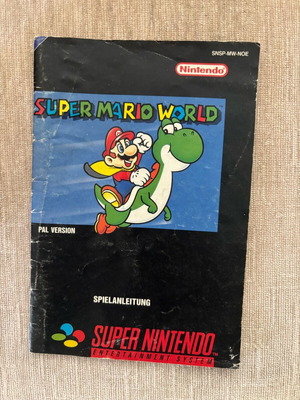 SNSP-MW-NOE
Nintendo
SUPER MARIO WORLD
PAL VERSION
SPIELANLEITUNG
SUPER NINTENDO
ENTERTAINMENT SYSTEM